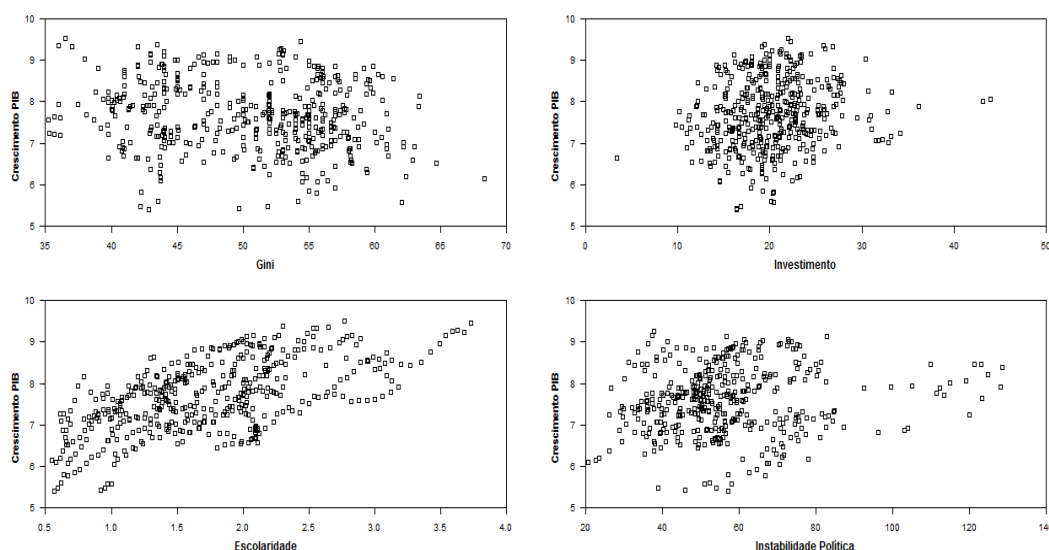 Crescimento PIB
10
9
8
7
6
5
35 40 45 50 55 60 65 70
Gini
Crescimento PIB
10
9
8
7
6
5
0 10 20 30 40 50
Investimento
Crescimento PIB
10
9
8
7
6
5
0.5 1.0 1.5 2.0 2.5 3.0 3.5 4.0
Escolaridade
Crescimento PIB
10
9
8
7
6
5
20 40 60 80 100 120 140
Instabilidade Política